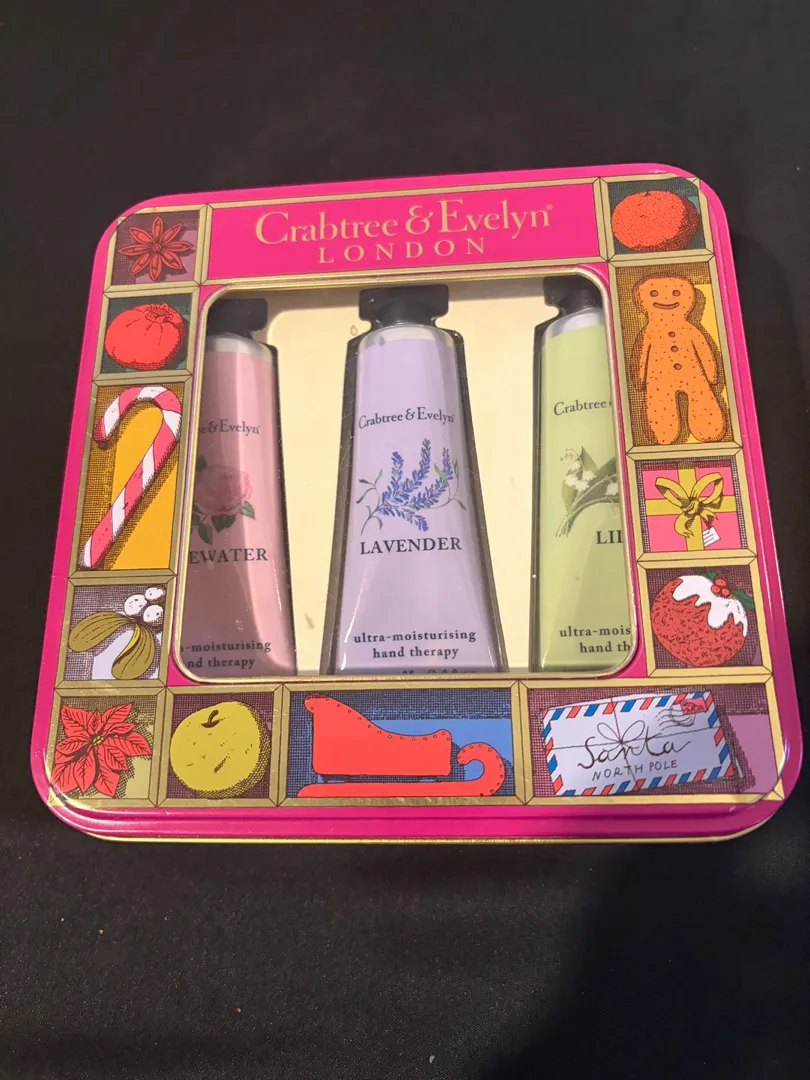 Crabtree & Evelyn®
LONDON
e & Evelyn®
EWATER
-moisturising
nd therapy
Crabtree & Evelyn®
LAVENDER
ultra-moisturising
hand therapy
Crabtree
LIL
ultra-mois
hand th
Santa
NORTH POLE